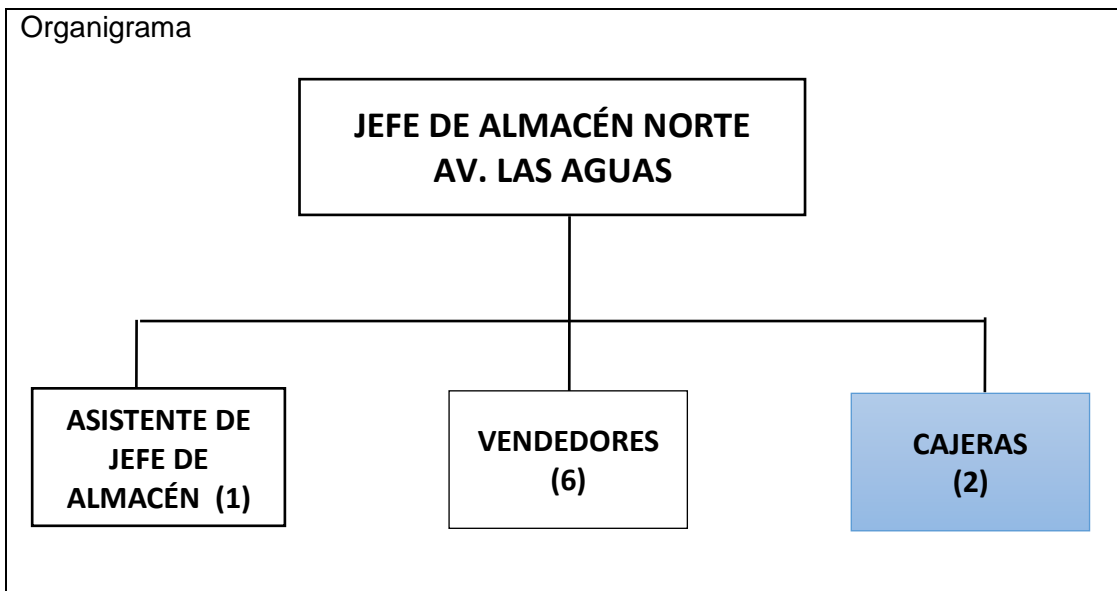 Organigrama
JEFE DE ALMACÉN NORTE
AV. LAS AGUAS
ASISTENTE DE
JEFE DE
ALMACÉN (1)
VENDEDORES
(6)
CAJERAS
(2)